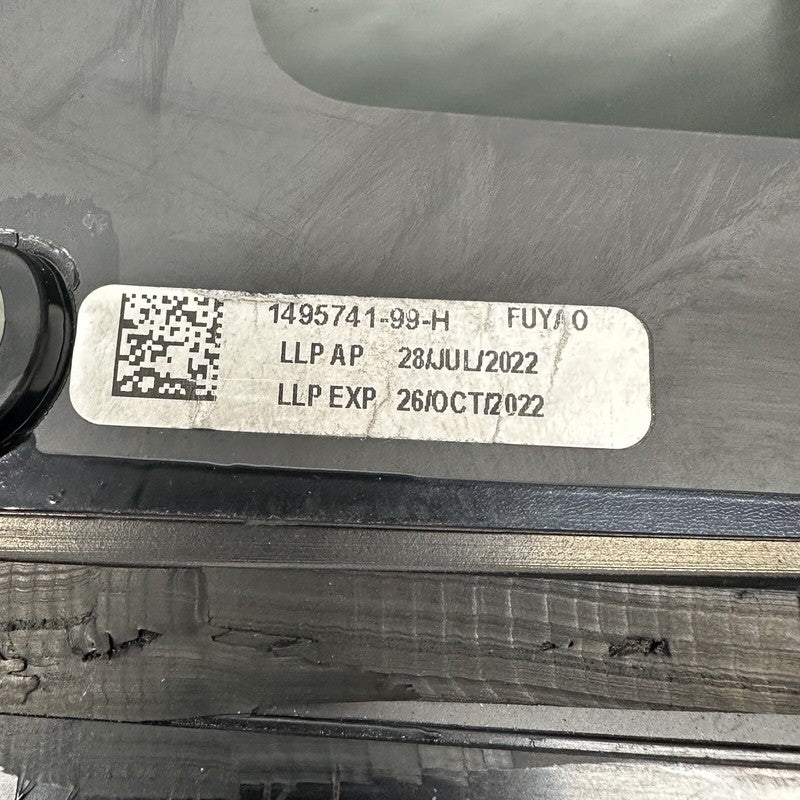 1495741-99-H FUYAO
LLP AP 28/JUL/2022
LLP EXP 26/OCT/2022